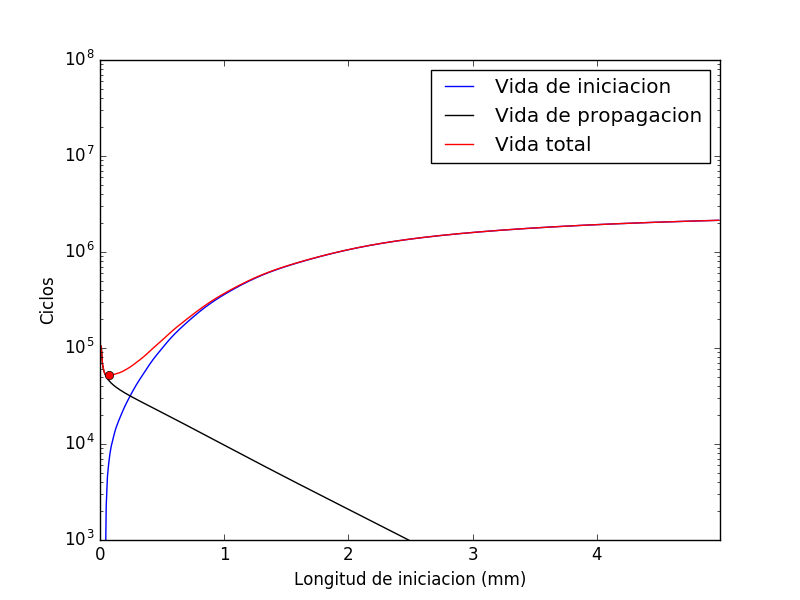 10^8
10^7
10^6
10^5
10^4
10^3
Ciclos
Vida de iniciacion
Vida de propagacion
Vida total
0 1 2 3 4
Longitud de iniciacion (mm)